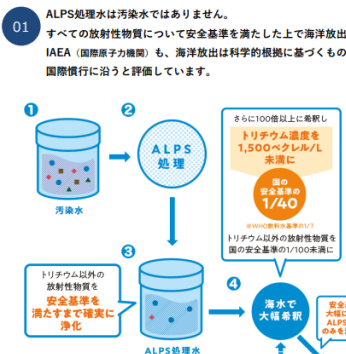 01
ALPS処理水は汚染水ではありません。
すべての放射性物質について安全基準を満たした上で海洋放出
IAEA（国際原子力機関）も、海洋放出は科学的根拠に基づくもの
国際慣行に沿うと評価しています。
1
2
ALPS
処理
汚染水
さらに100倍以上に希釈し
トリチウム濃度を
1,500ベクレル/L
未満に
国の
安全基準の
1/40
※WHO飲料水基準の1/7
トリチウム以外の放射性物質を
国の安全基準の1/100未満に
3
トリチウム以外の
放射性物質を
安全基準を
満たすまで確実に
浄化
ALPS処理水
4
海水で
大幅希釈
安全
大幅に
ALPS
のみを